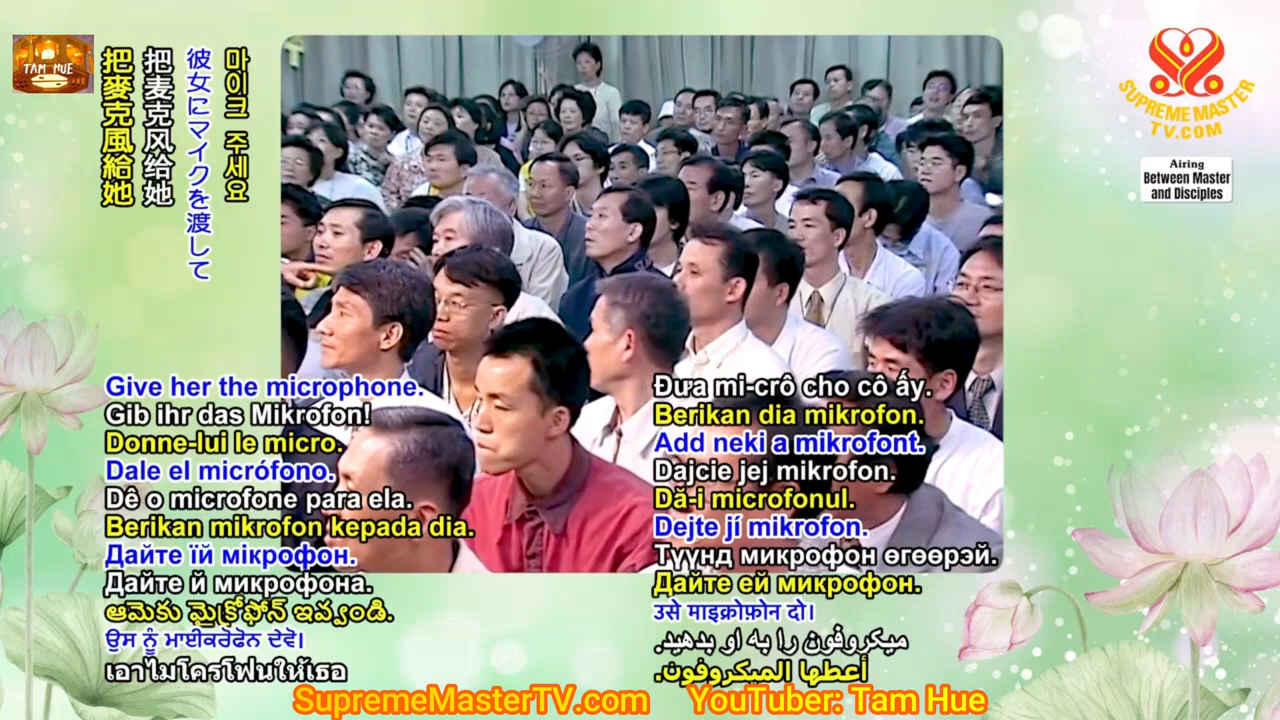 TAM HUE
把麥克風給她
把麦克风给她
彼女にマイクを渡して
마이크 주세요
SUPREME MASTER
TV.COM
Airing
Between Master
and Disciples
Give her the microphone.
Gib ihr das Mikrofon!
Donne-lui le micro.
Dale el micrófono.
Dê o microfone para ela.
Berikan mikrofon kepada dia.
Дайте їй мікрофон.
Дайте й микрофона.
ఆమెకు మైక్రోఫోన్ ఇవ్వండి.
ਉਸ ਨੂੰ ਮਾਈਕਰੋਫੋਨ ਦੇਵੋ।
เอาไมโครโฟนให้เธอ
Đưa mi-crô cho cô ấy.
Berikan dia mikrofon.
Add neki a mikrofont.
Dajcie jej mikrofon.
Dă-i microfonul.
Dejte jí mikrofon.
Түүнд микрофон өгөөрэй.
Дайте ей микрофон.
उसे माइक्रोफ़ोन दो।
میکروفون را به او بدهید.
أعطها الميكروفون.
SupremeMasterTV.com YouTuber: Tam Hue